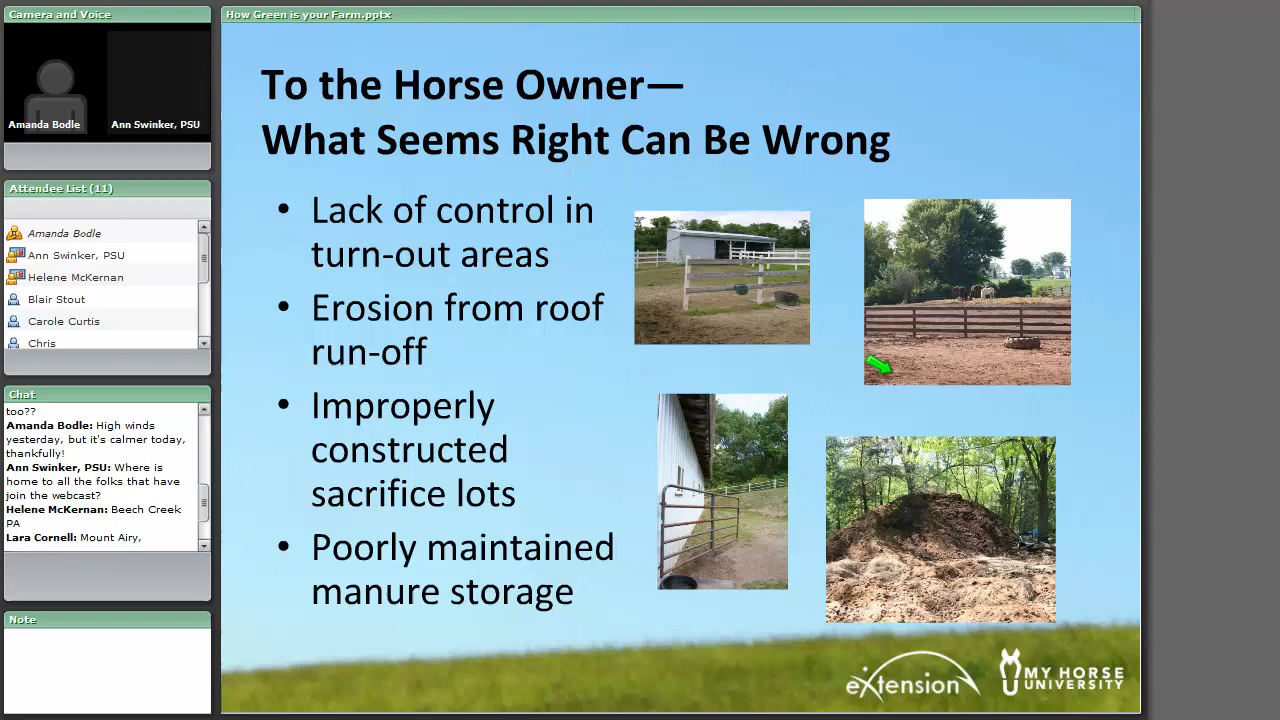 Camera and Voice
Amanda Bodle
Ann Swinker, PSU
Attendee List (11)
Amanda Bodle
Ann Swinker, PSU
Helene McKernan
Blair Stout
Carole Curtis
Chris
Chat
too??
Amanda Bodle: High winds
yesterday, but it's calmer today,
thankfully!
Ann Swinker, PSU: Where is
home to all the folks that have
join the webcast?
Helene McKernan: Beech Creek
PA
Lara Cornell: Mount Airy,
Note
How Green is your Farm.pptx
To the Horse Owner—
What Seems Right Can Be Wrong
• Lack of control in
turn-out areas
• Erosion from roof
run-off
• Improperly
constructed
sacrifice lots
• Poorly maintained
manure storage
eXtension
MY HORSE
UNIVERSITY